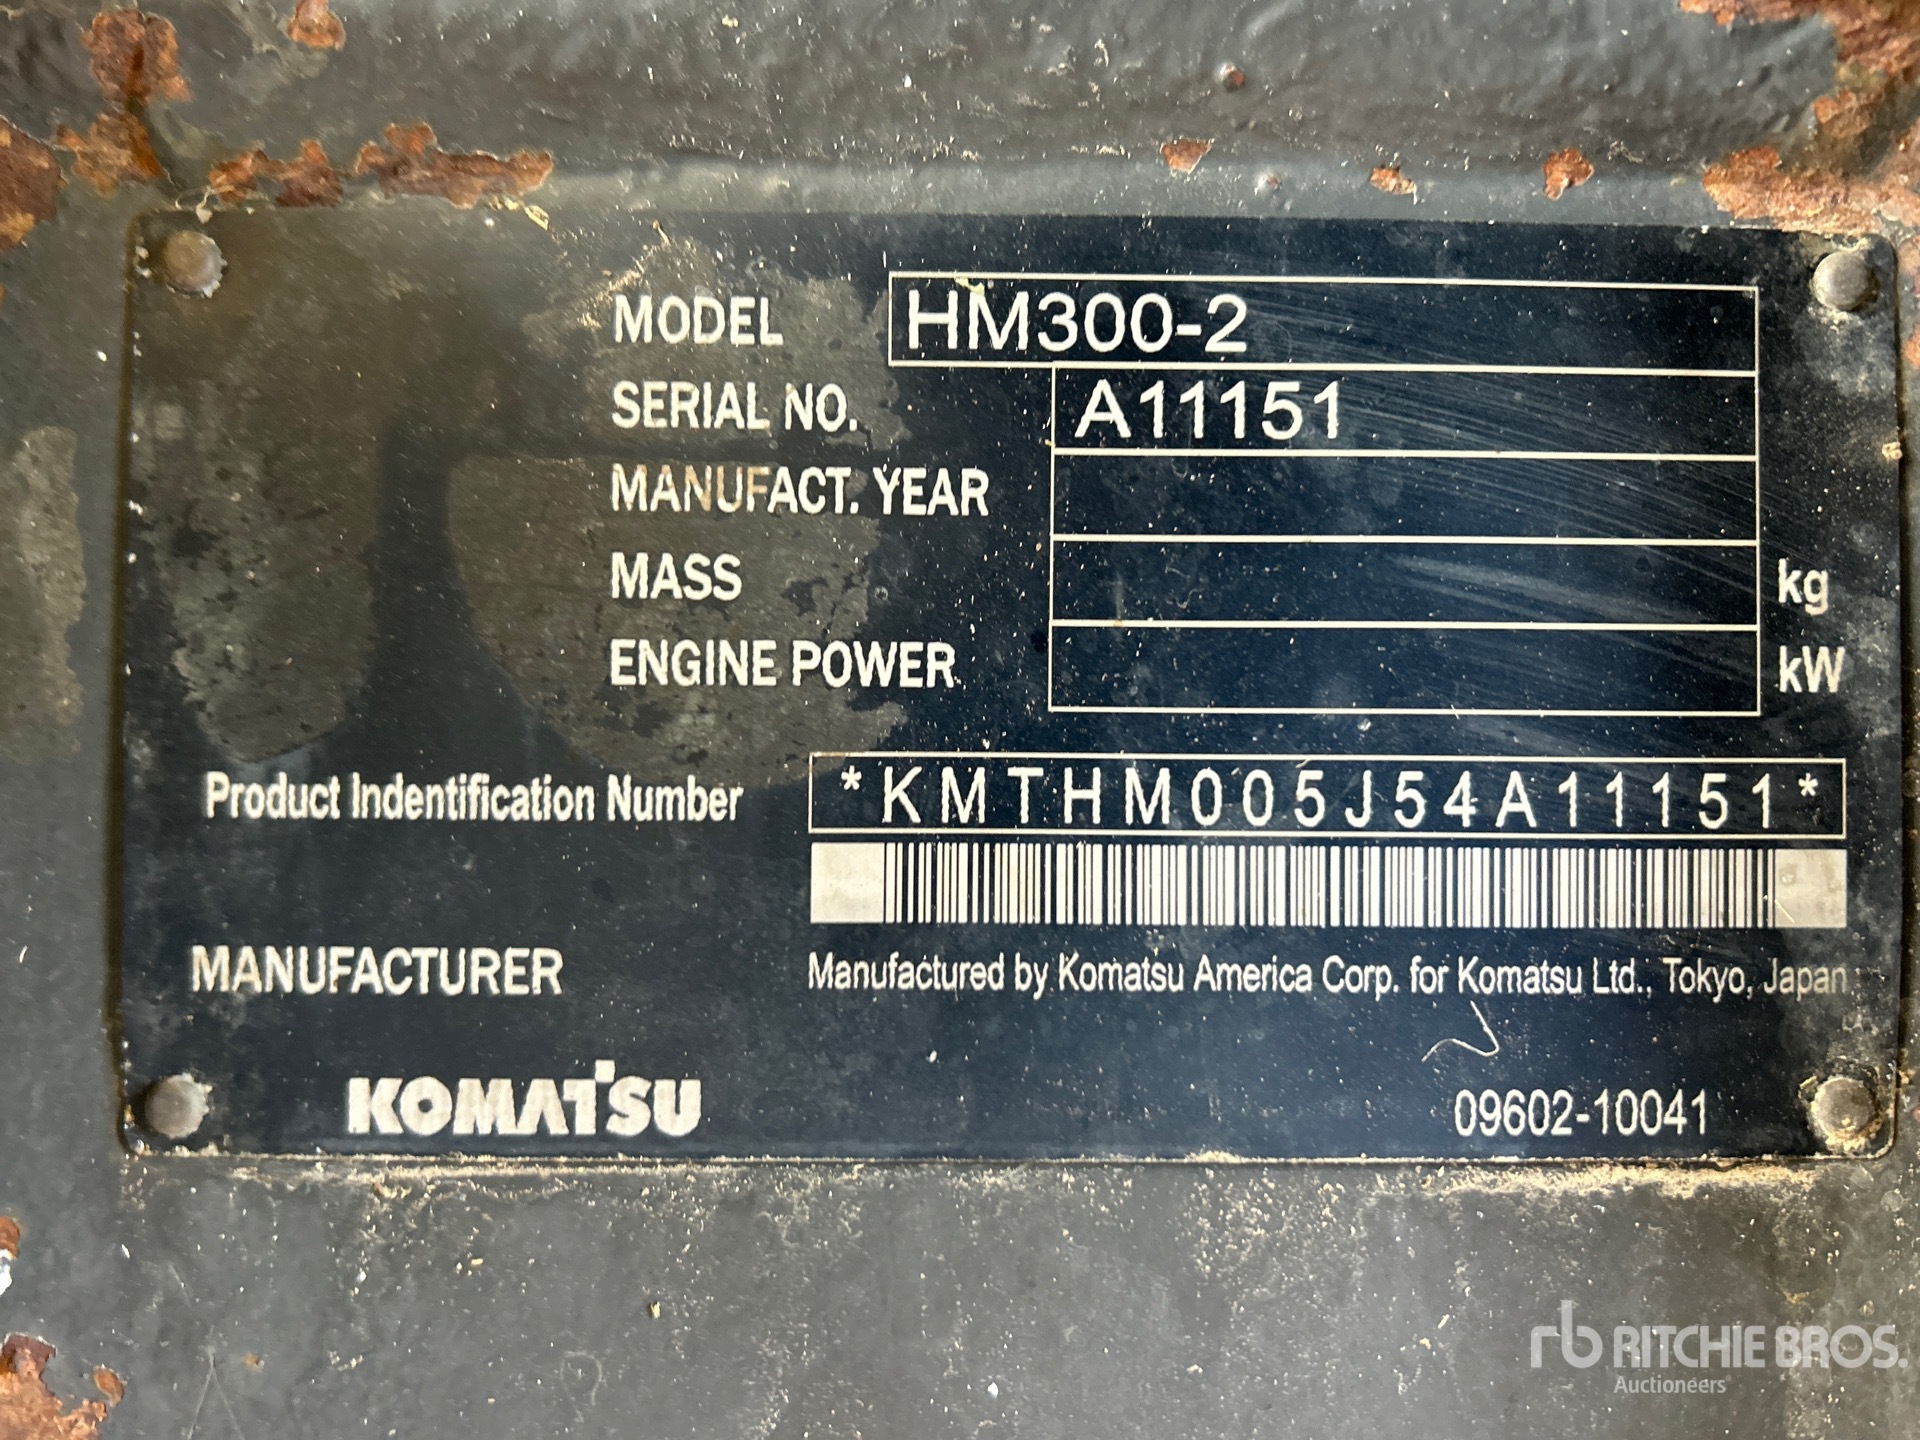 MODEL HM300-2
SERIAL NO. A11151
MANUFACT. YEAR
MASS kg
ENGINE POWER kW
Product Indentification Number *KMTHM005J54A11151*
MANUFACTURER Manufactured by Komatsu America Corp. for Komatsu Ltd., Tokyo, Japan
KOMATSU
09602-10041
rb RITCHIE BROS.
Auctioneers